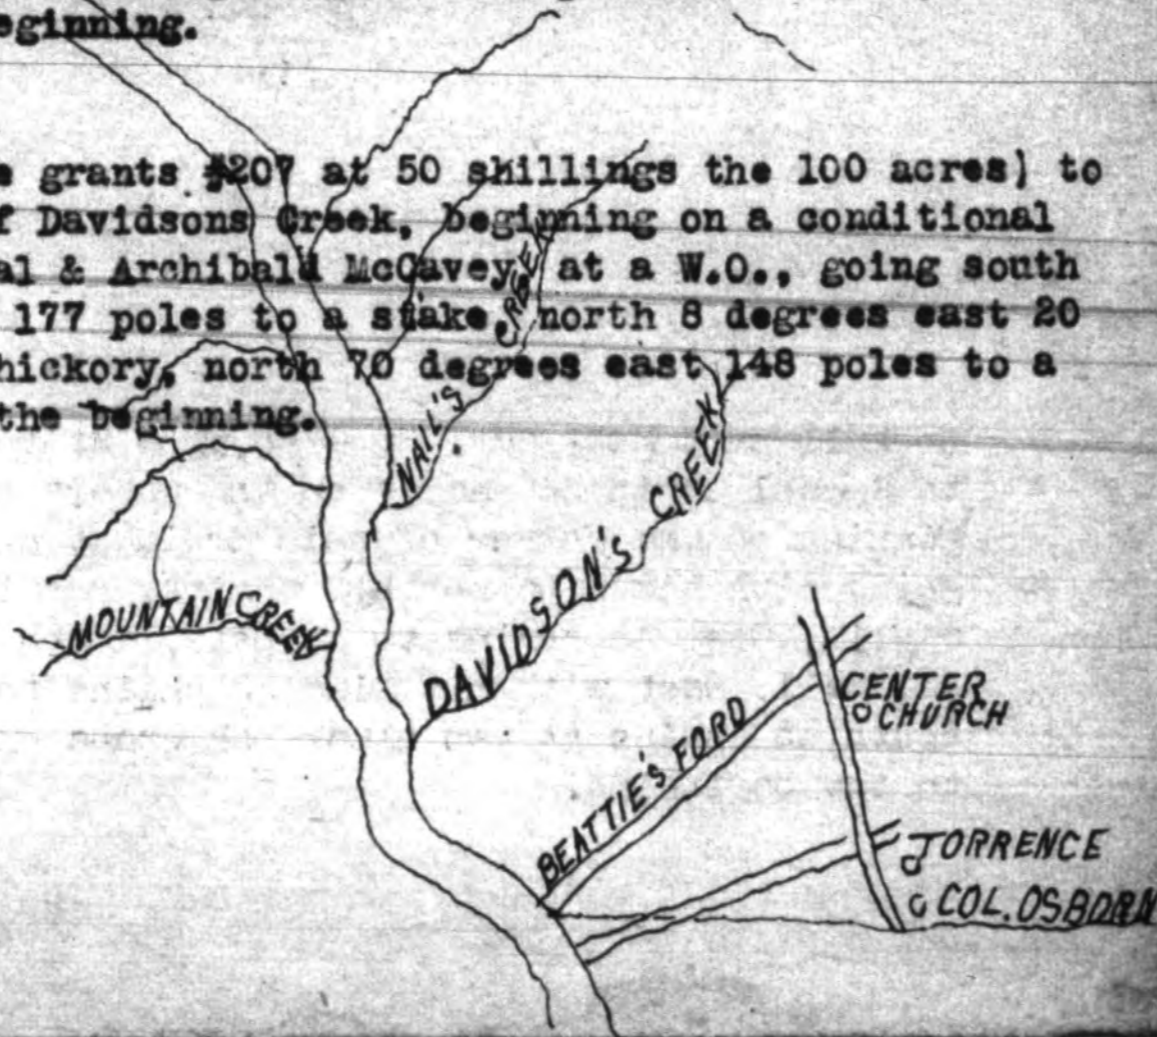 eginning.
e grants #207 at 50 shillings the 100 acres) to
f Davidsons Creek, beginning on a conditional
al & Archibald McCavey, at a W.O., going south
177 poles to a stake, north 8 degrees east 20
hickory, north 70 degrees east 148 poles to a
the beginning.
NAIL'S CREEK
DAVIDSON'S CREEK
MOUNTAIN CREEK
CENTER
CHURCH
BEATTIE'S FORD
TORRENCE
COL. OSBORN